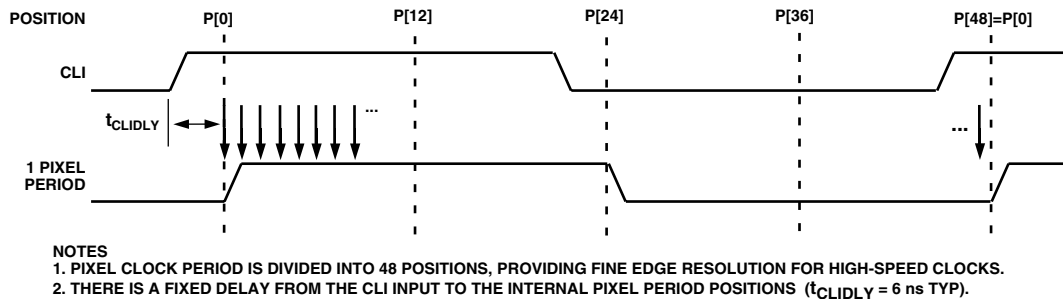 POSITION P[0] P[12] P[24] P[36] P[48]=P[0]
CLI
tCLIDLY ... ...
1 PIXEL
PERIOD
NOTES
1. PIXEL CLOCK PERIOD IS DIVIDED INTO 48 POSITIONS, PROVIDING FINE EDGE RESOLUTION FOR HIGH-SPEED CLOCKS.
2. THERE IS A FIXED DELAY FROM THE CLI INPUT TO THE INTERNAL PIXEL PERIOD POSITIONS (tCLIDLY = 6 ns TYP).